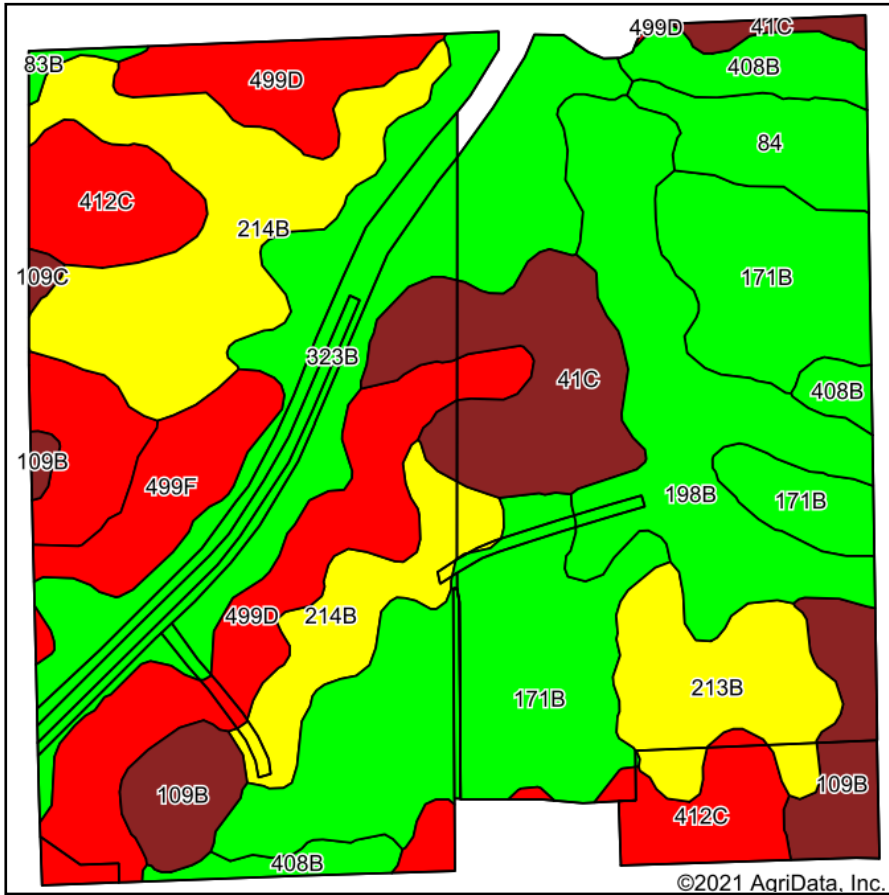 499D
41C
83B
408B
499D
84
412C
214B
109C
171B
323B
41C
408B
109B
499F
198B
171B
499D
214B
213B
171B
109B
109B
412C
408B
©2021 AgriData, Inc.